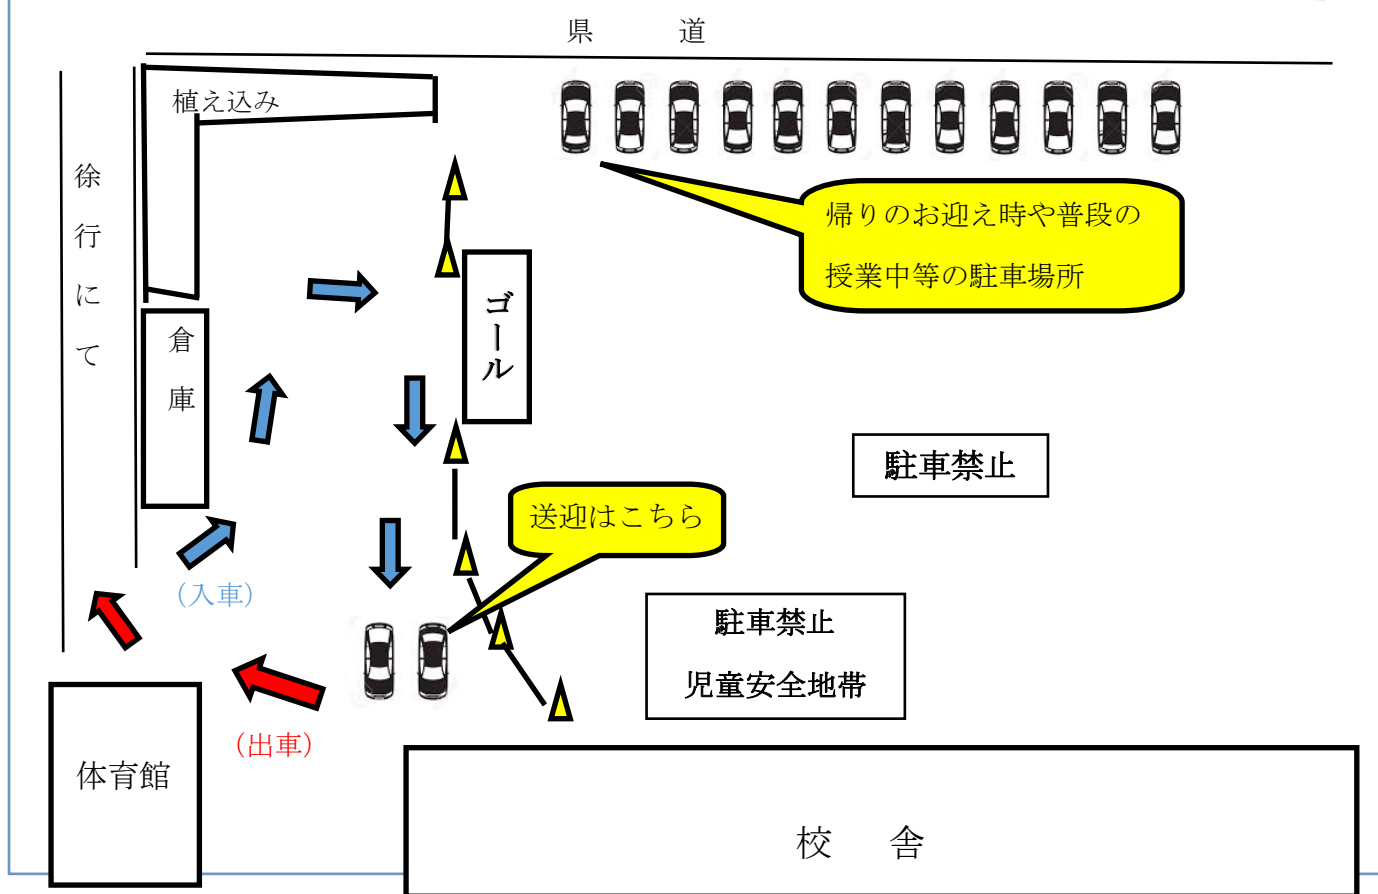 県　道
植え込み
徐行にて
帰りのお迎え時や普段の
授業中等の駐車場所
ゴール
倉庫
駐車禁止
送迎はこちら
（入車）
駐車禁止
児童安全地帯
（出車）
体育館
校　舎